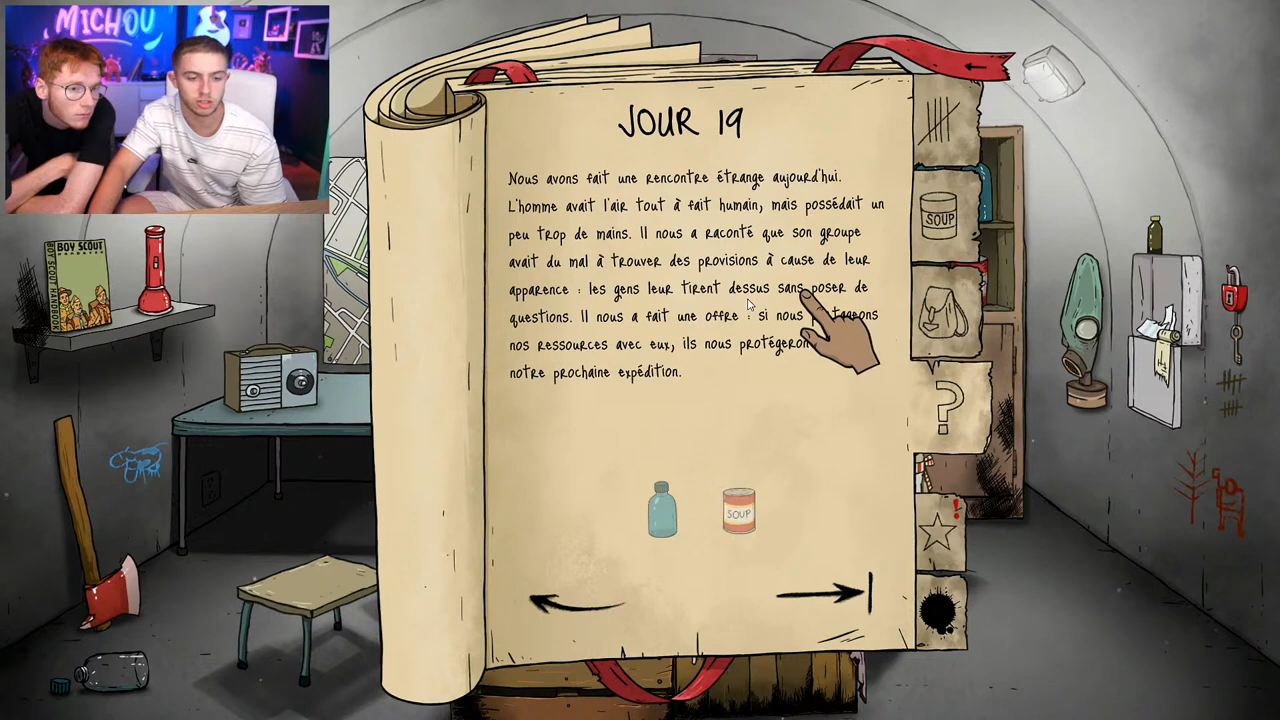 MICHOU
JOUR 19
Nous avons fait une rencontre étrange aujourd'hui.
L'homme avait l'air tout à fait humain, mais possédait un
peu trop de mains. Il nous a raconté que son groupe
avait du mal à trouver des provisions à cause de leur
apparence : les gens leur tirent dessus sans poser de
questions. Il nous a fait une offre : si nous
nos ressources avec eux, ils nous
notre prochaine expédition.
SOUP
SOUP
BOY SCOUT
BOY SCOUT HANDBOOK